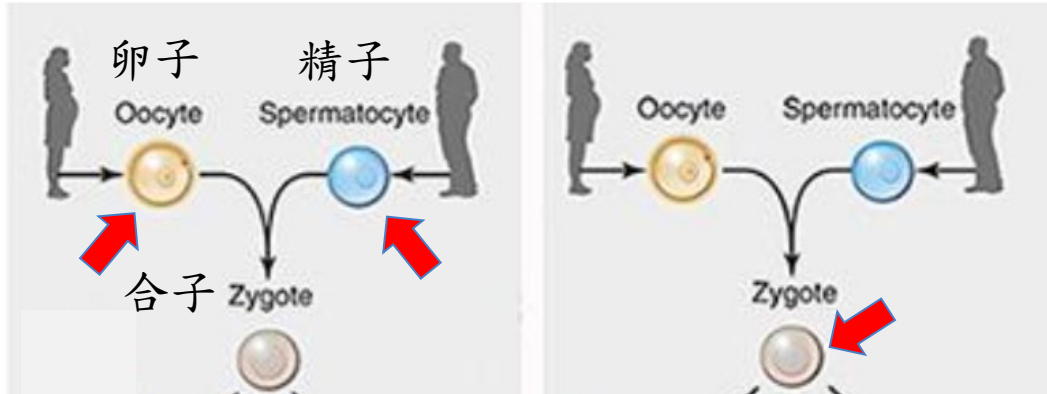 卵子 精子
Oocyte Spermatocyte
合子 Zygote
Oocyte Spermatocyte
Zygote